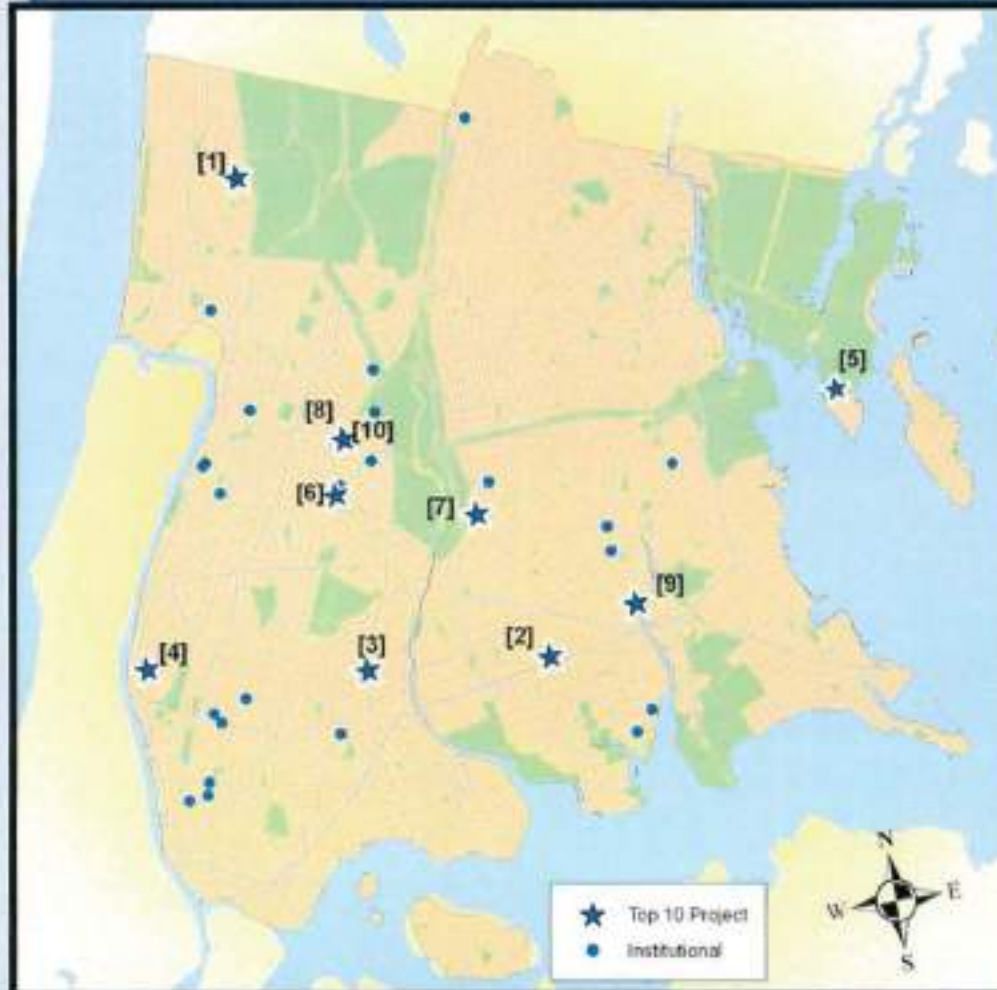 [1]
[5]
[8]
[10]
[6]
[7]
[9]
[2]
[3]
[4]
N
W
E
S
Top 10 Project
Institutional